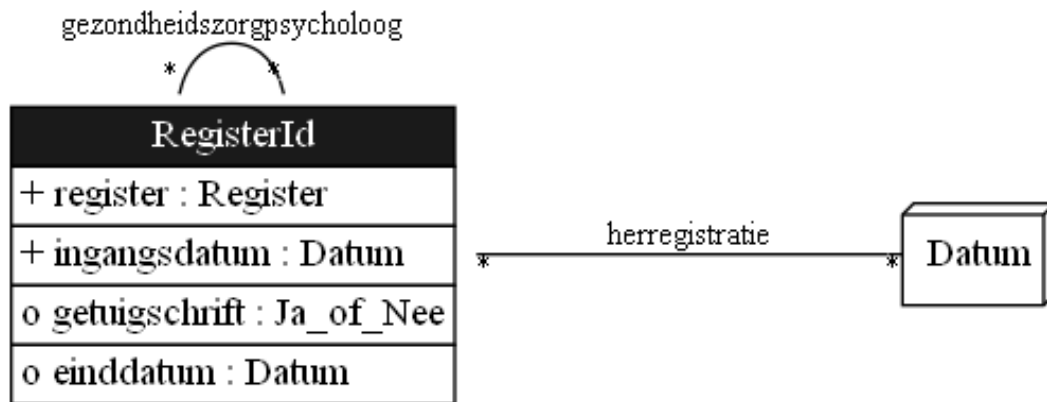 gezondheidszorgpsycholoog
* *
RegisterId
+ register : Register
+ ingangsdatum : Datum
o getuigschrift : Ja_of_Nee
o einddatum : Datum
herregistratie
* *
Datum